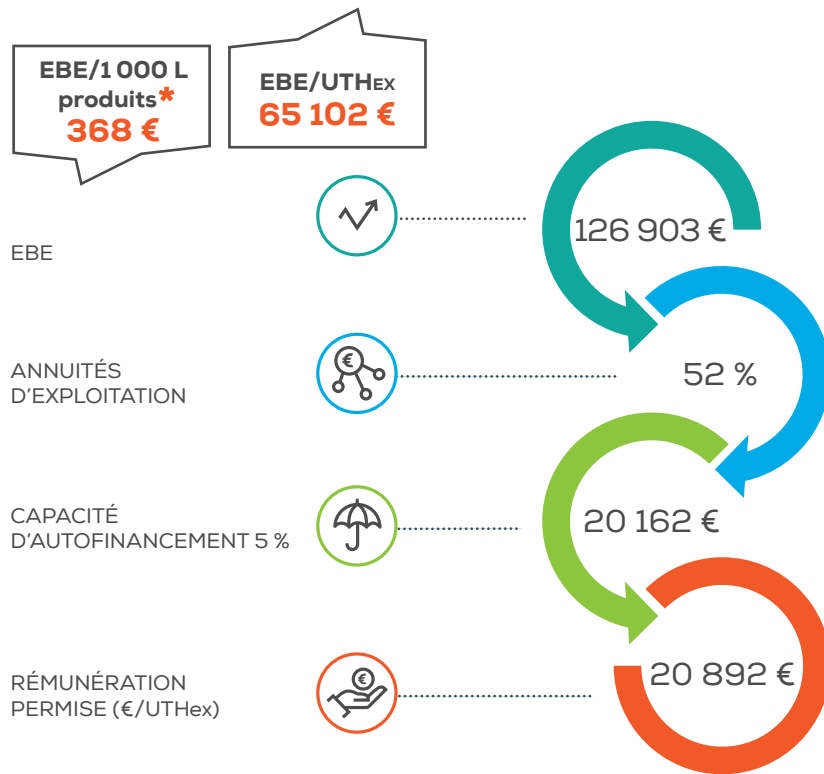 EBE/1 000 L
produits*
368 €
EBE/UTHEX
65 102 €
EBE
126 903 €
ANNUITÉS
D'EXPLOITATION
€
52 %
CAPACITÉ
D'AUTOFINANCEMENT 5 %
20 162 €
RÉMUNÉRATION
PERMISE (€/UTHex)
€
20 892 €